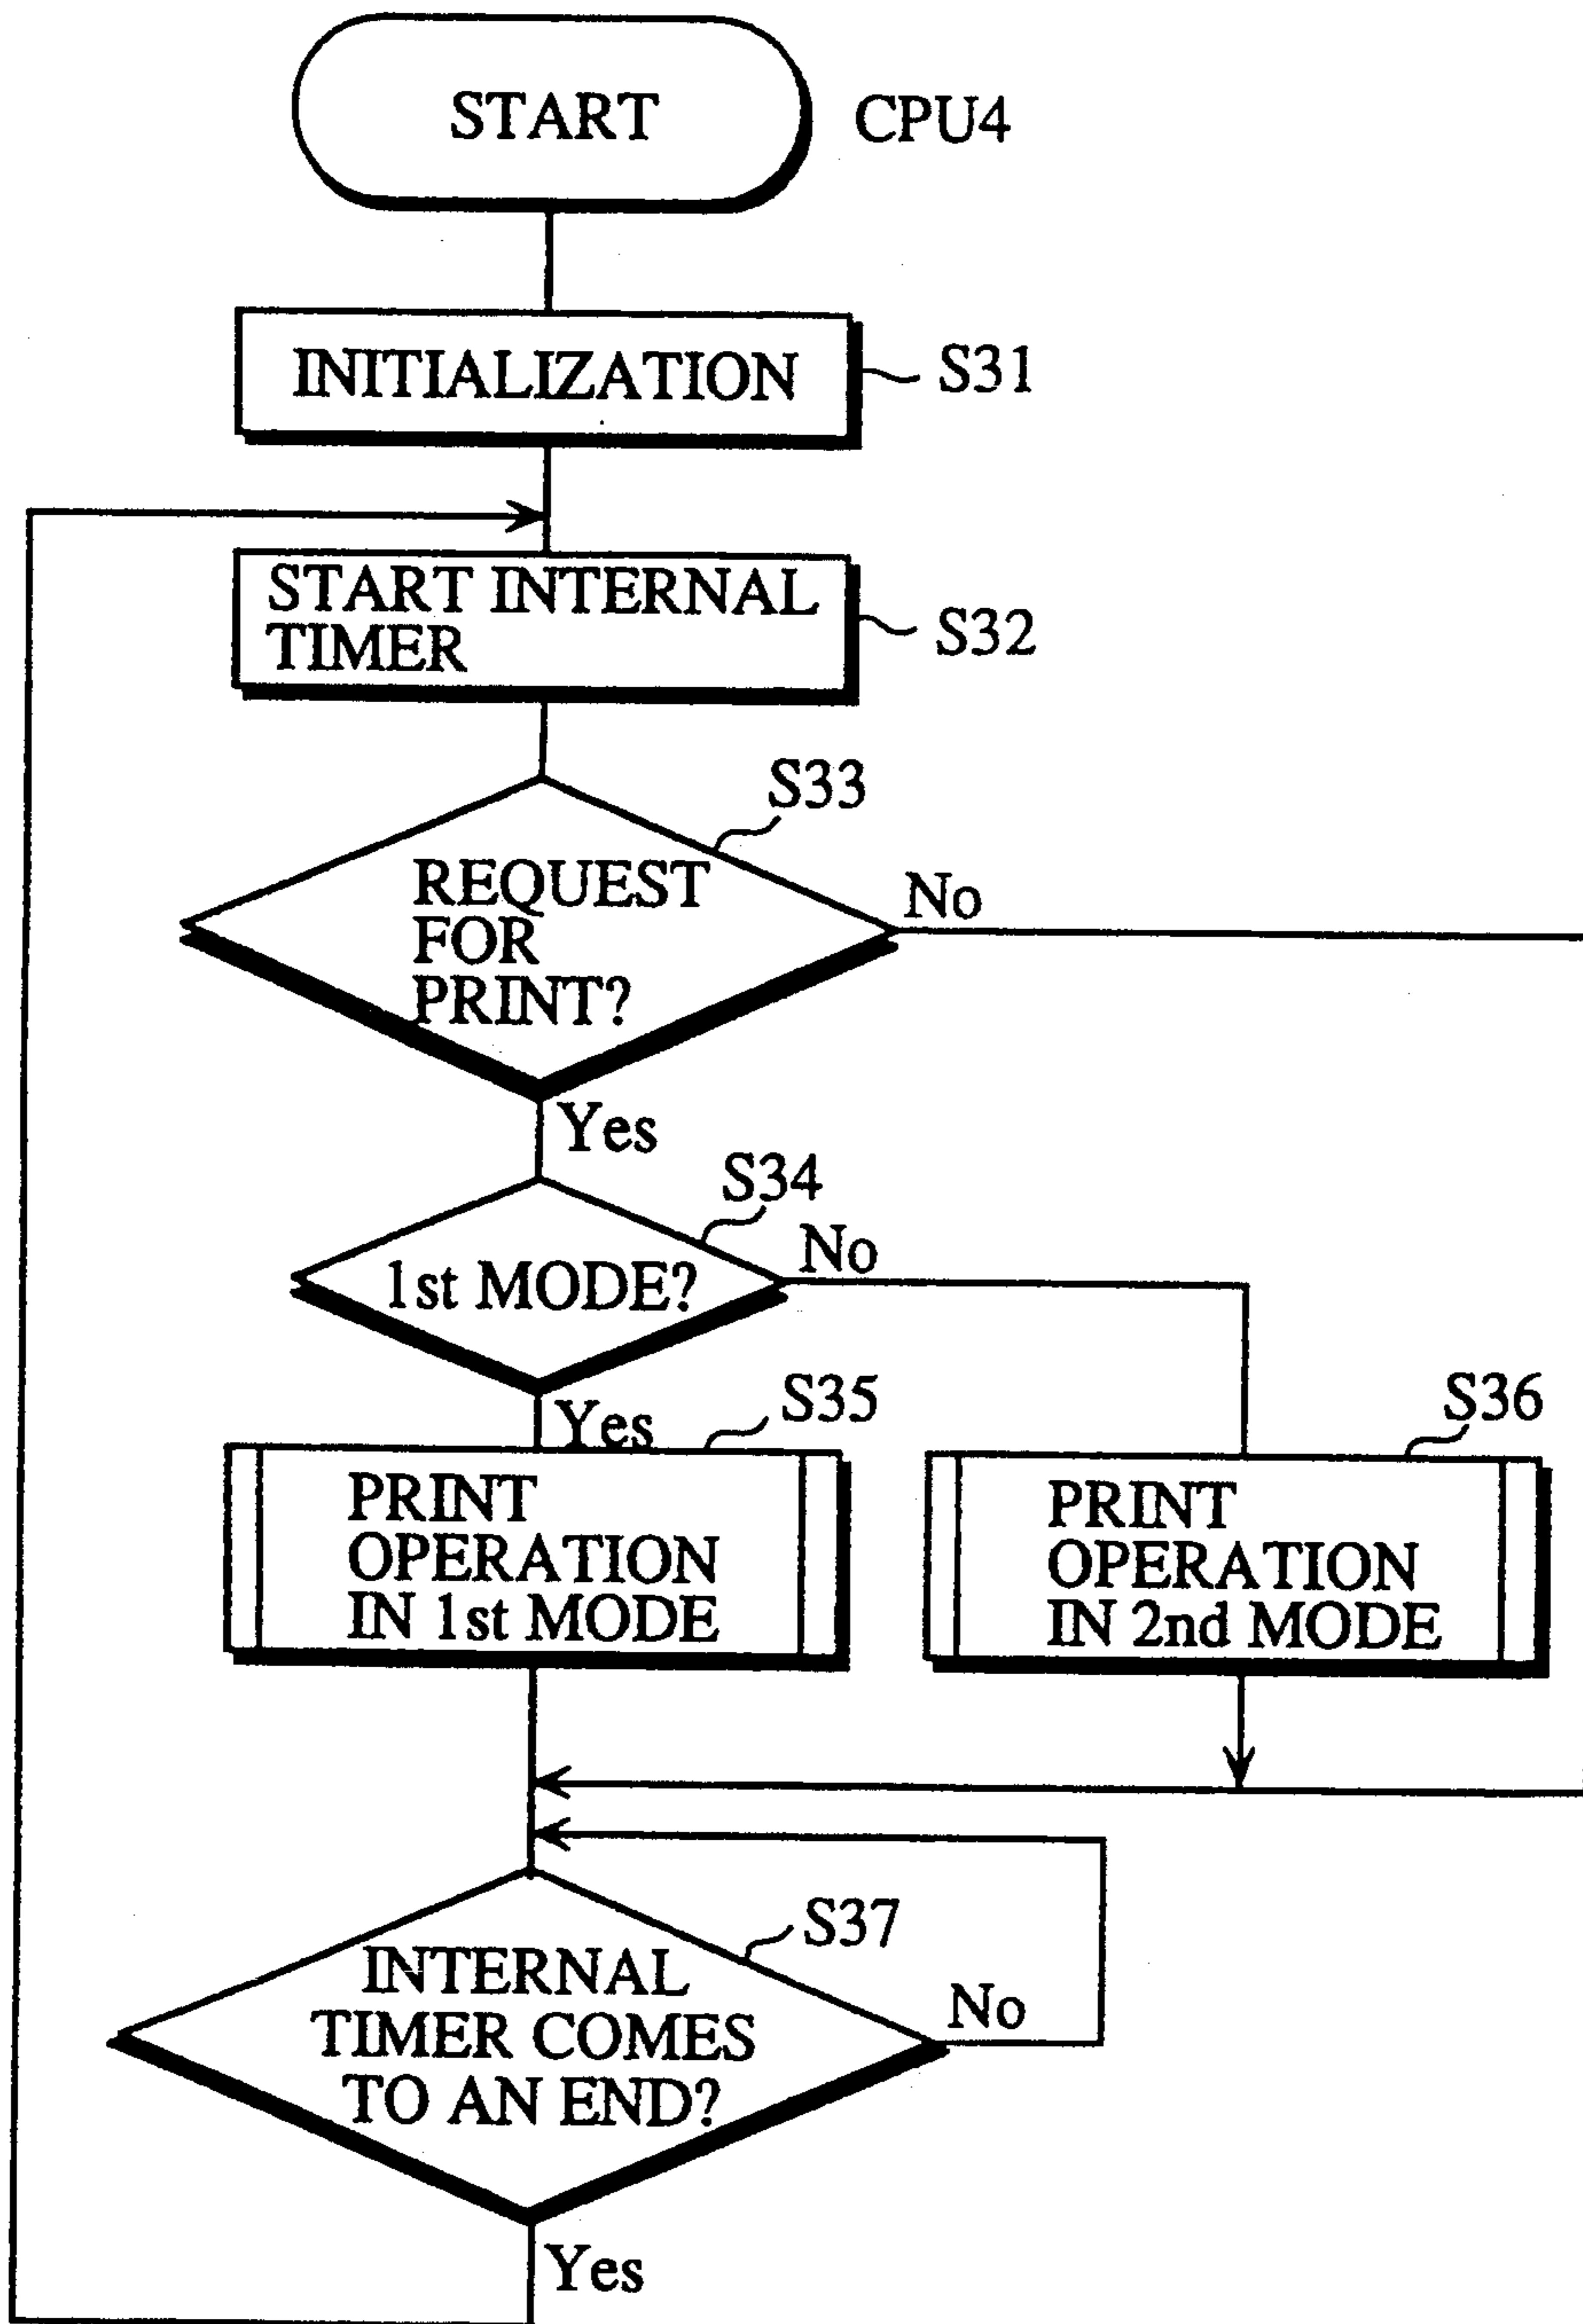 START
CPU4
INITIALIZATION
S31
START INTERNAL
TIMER
S32
S33
REQUEST
FOR
PRINT?
No
Yes
S34
1st MODE?
No
Yes
S35
PRINT
OPERATION
IN 1st MODE
S36
PRINT
OPERATION
IN 2nd MODE
S37
INTERNAL
TIMER COMES
TO AN END?
No
Yes